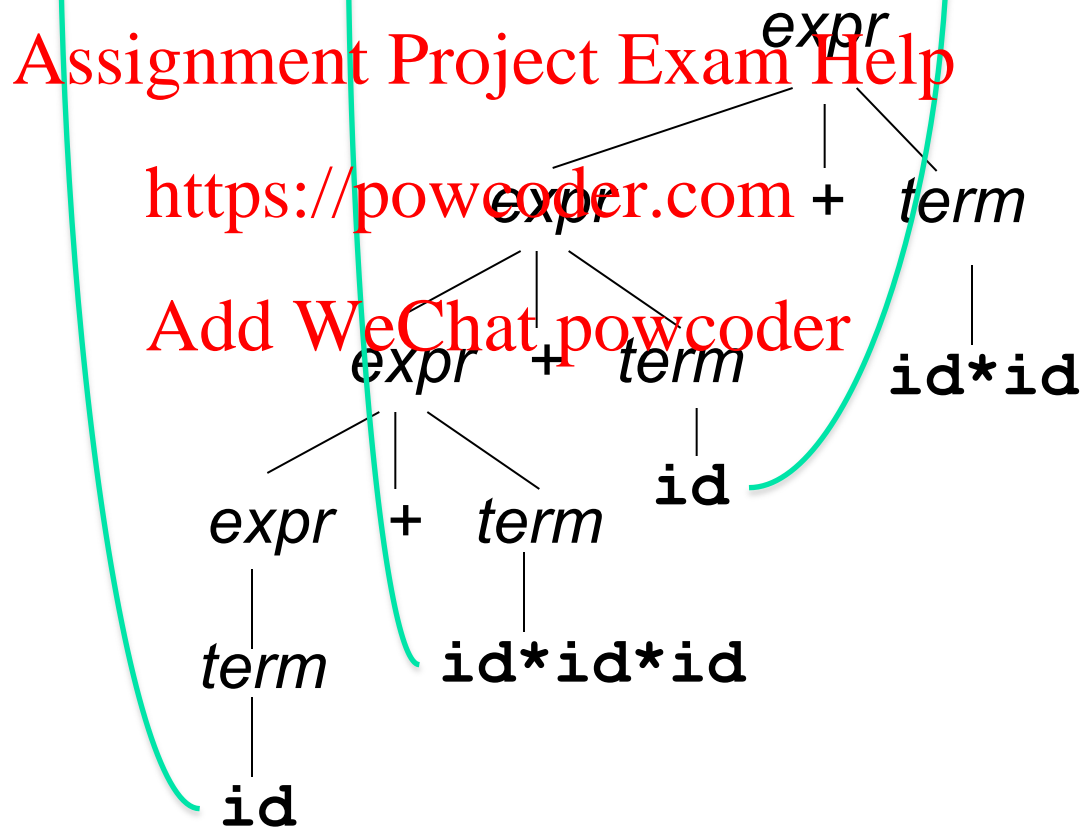 expr
Assignment Project Exam Help
https://powcoder.com
expr + term
Add WeChat powcoder
expr + term
id*id
id
expr + term
id*id*id
term
id